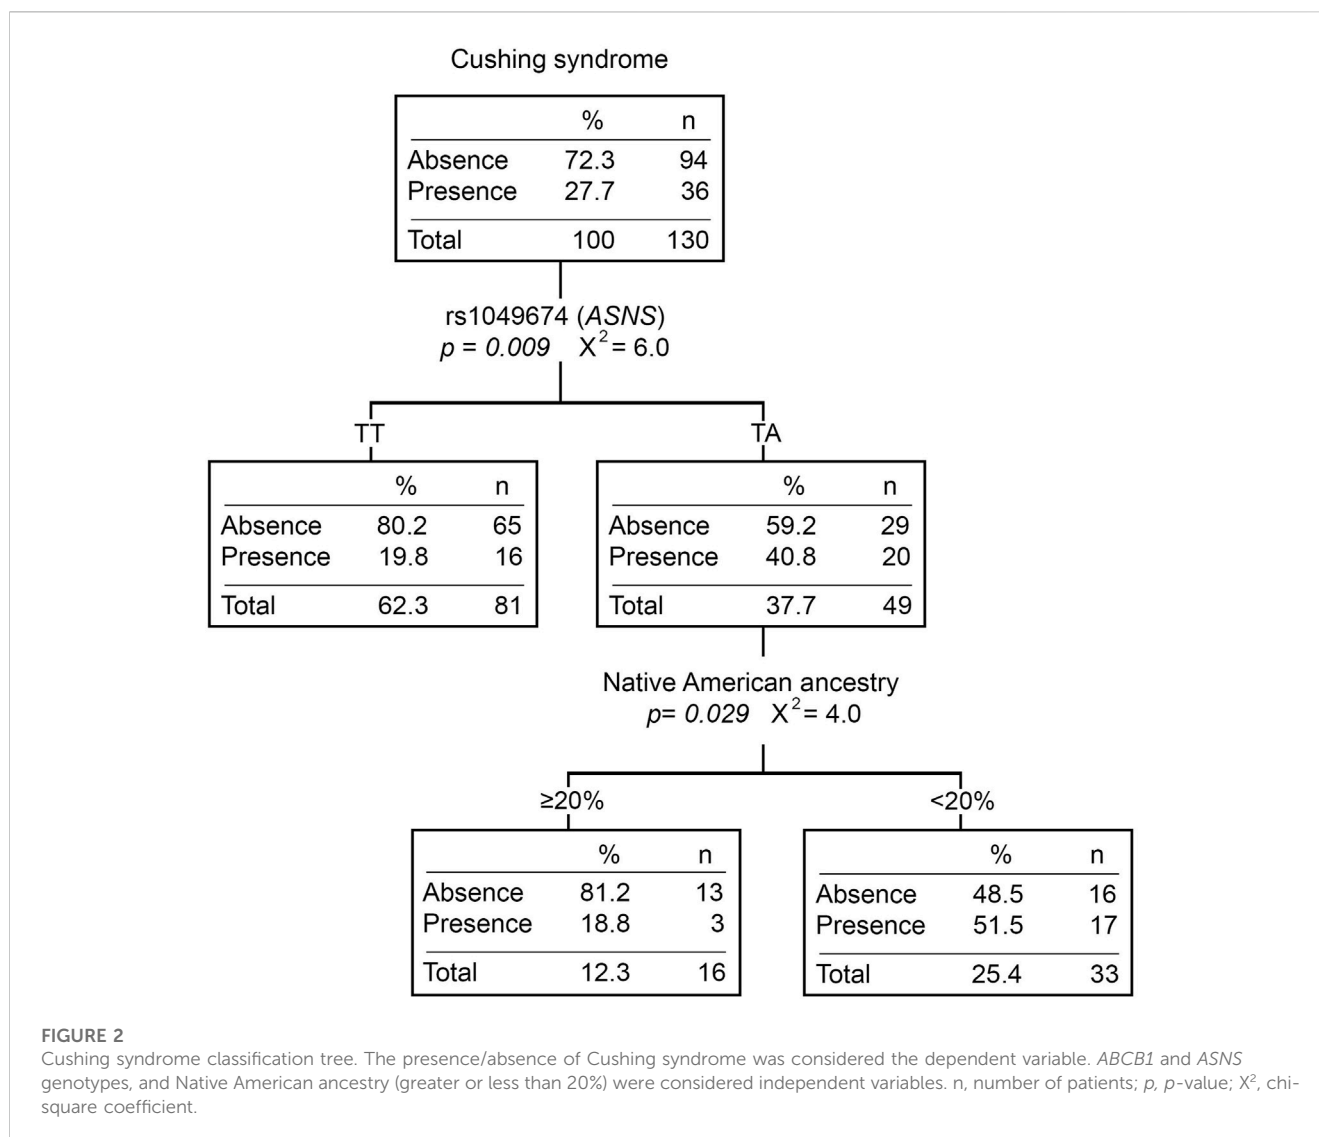 Cushing syndrome
% n
Absence 72.3 94
Presence 27.7 36
Total 100 130
rs1049674 (ASNS)
p = 0.009 X2 = 6.0
TT TA
% n
Absence 80.2 65
Presence 19.8 16
Total 62.3 81
% n
Absence 59.2 29
Presence 40.8 20
Total 37.7 49
Native American ancestry
p= 0.029 X2 = 4.0
≥20% <20%
% n
Absence 81.2 13
Presence 18.8 3
Total 12.3 16
% n
Absence 48.5 16
Presence 51.5 17
Total 25.4 33
FIGURE 2
Cushing syndrome classification tree. The presence/absence of Cushing syndrome was considered the dependent variable. ABCB1 and ASNS
genotypes, and Native American ancestry (greater or less than 20%) were considered independent variables. n, number of patients; p, p-value; X2, chi-
square coefficient.